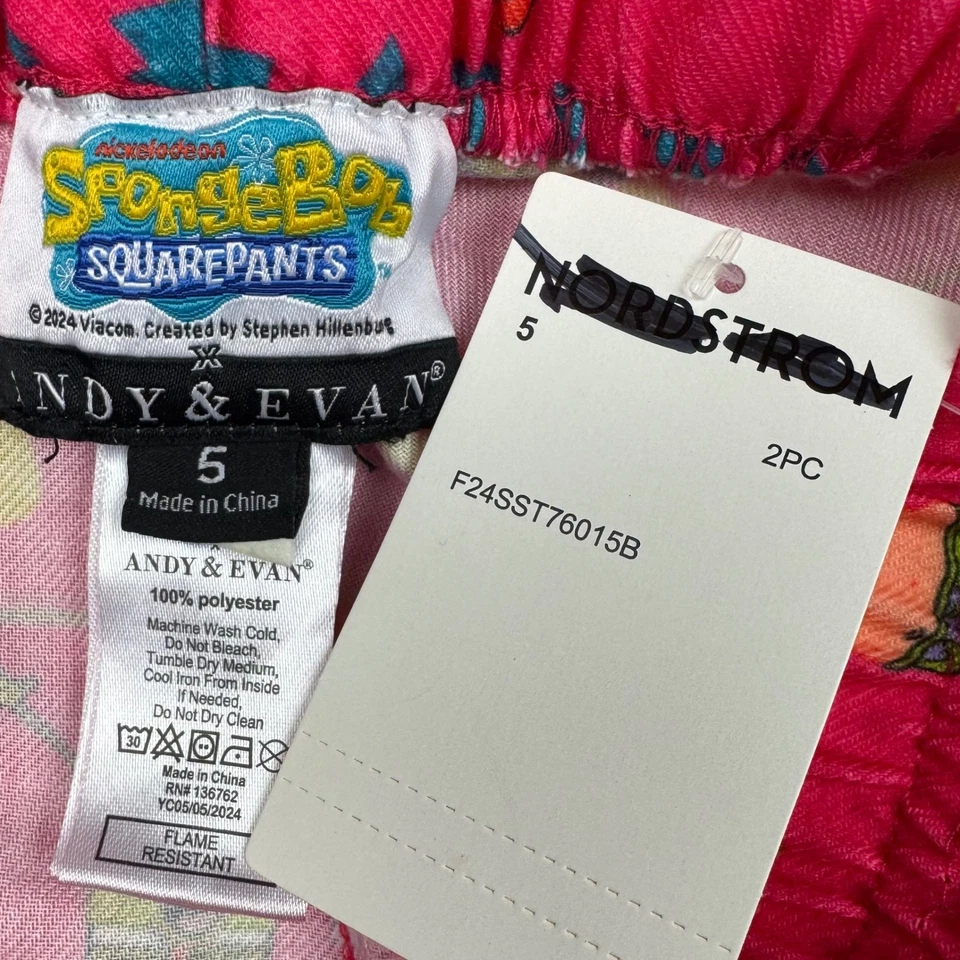 nickelodeon
SpongeBob
SQUAREPANTS
™
© 2024 Viacom. Created by Stephen Hillenburg
X
ANDY & EVAN®
5
Made in China
ANDY & EVAN®
100% polyester
Machine Wash Cold,
Do Not Bleach,
Tumble Dry Medium,
Cool Iron From Inside
If Needed,
Do Not Dry Clean
30
Made in China
RN# 136762
YC05/05/2024
FLAME
RESISTANT
NORDSTROM
5
2PC
F24SST76015B